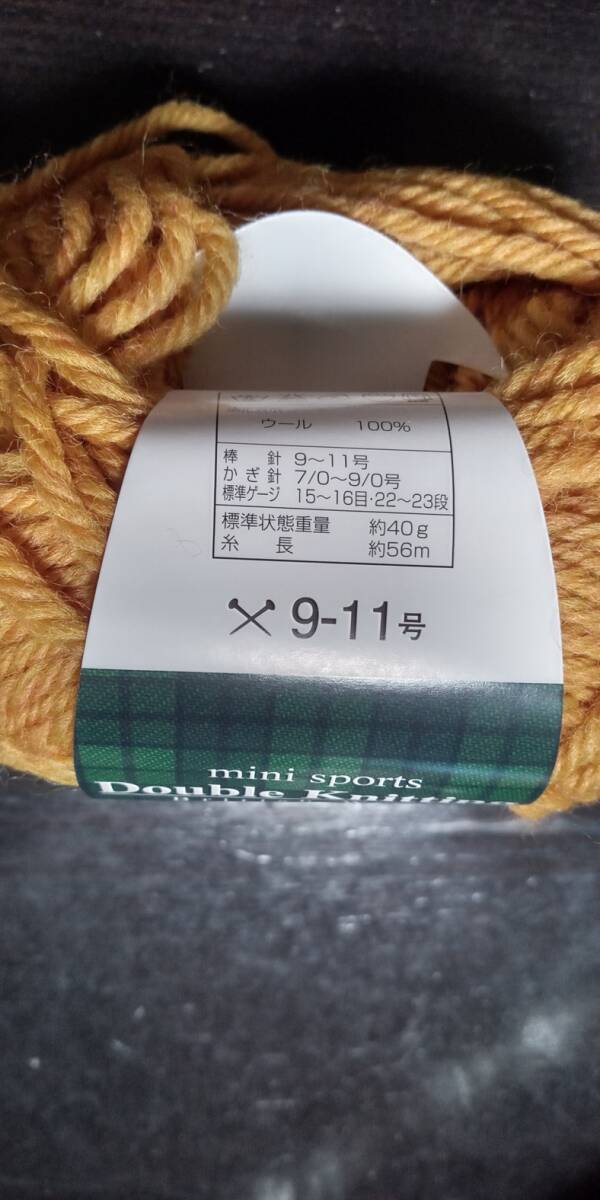 ウール 100%
棒針 9〜11号
かぎ針 7/0〜9/0号
標準ゲージ 15〜16目・22〜23段
標準状態重量 約40g
糸長 約56m
9-11号
mini sports
Double Knitting